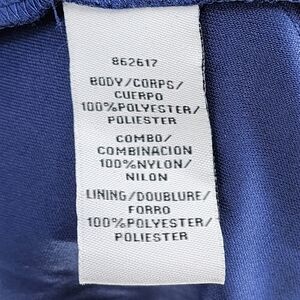 862617
BODY/CORPS/
CUERPO
100%POLYESTER/
POLIESTER
COMBO/
COMBINACION
100%NYLON/
NILON
LINING/DOUBLURE/
FORRO
100%POLYESTER/
POLIESTER